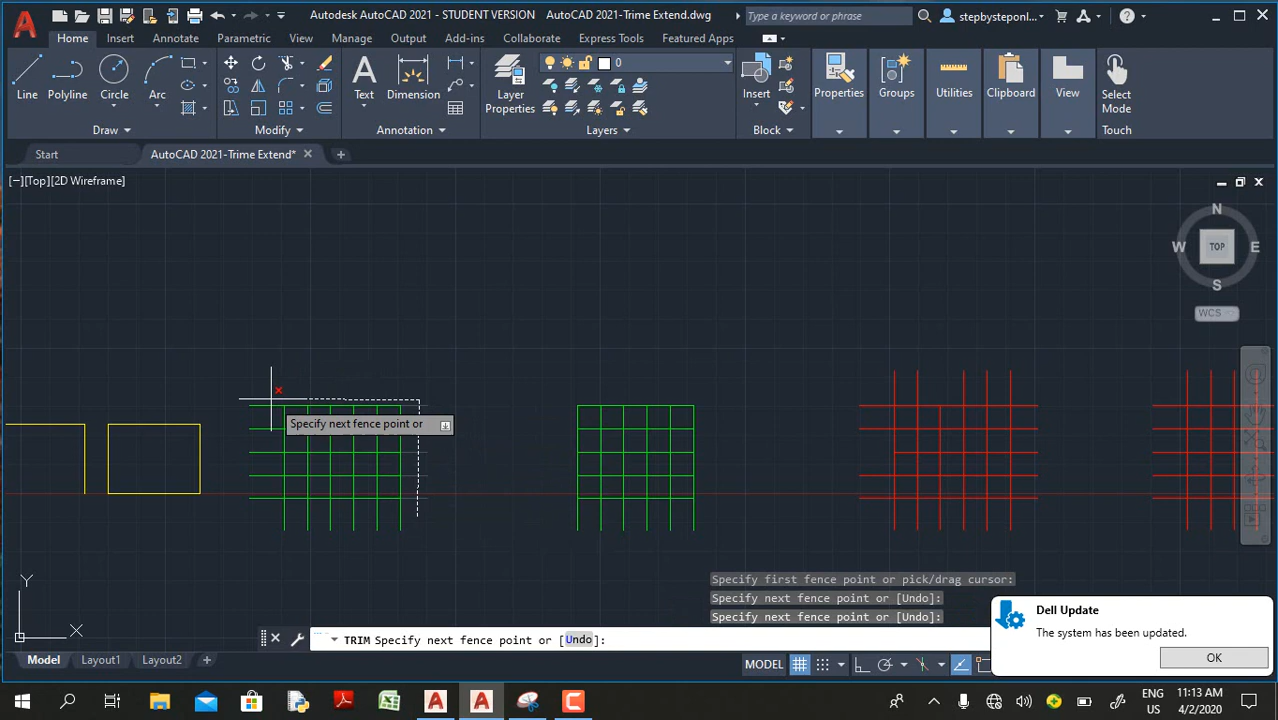 Autodesk AutoCAD 2021 - STUDENT VERSION AutoCAD 2021-Trime Extend.dwg
Type a keyword or phrase
stepbysteponl...
Home Insert Annotate Parametric View Manage Output Add-ins Collaborate Express Tools Featured Apps
0
Line Polyline Circle Arc
Text Dimension
Layer Properties
Insert
Properties Groups Utilities Clipboard View
Select Mode
Draw Modify Annotation Layers Block Touch
Start AutoCAD 2021-Trime Extend*
[−][Top][2D Wireframe]
N
W TOP E
S
WCS
Specify next fence point or
Y
X
Specify first fence point or pick/drag cursor:
Specify next fence point or [Undo]:
Specify next fence point or [Undo]:
TRIM Specify next fence point or [Undo]:
Dell Update
The system has been updated.
OK
Model Layout1 Layout2
MODEL
ENG
US
11:13 AM
4/2/2020